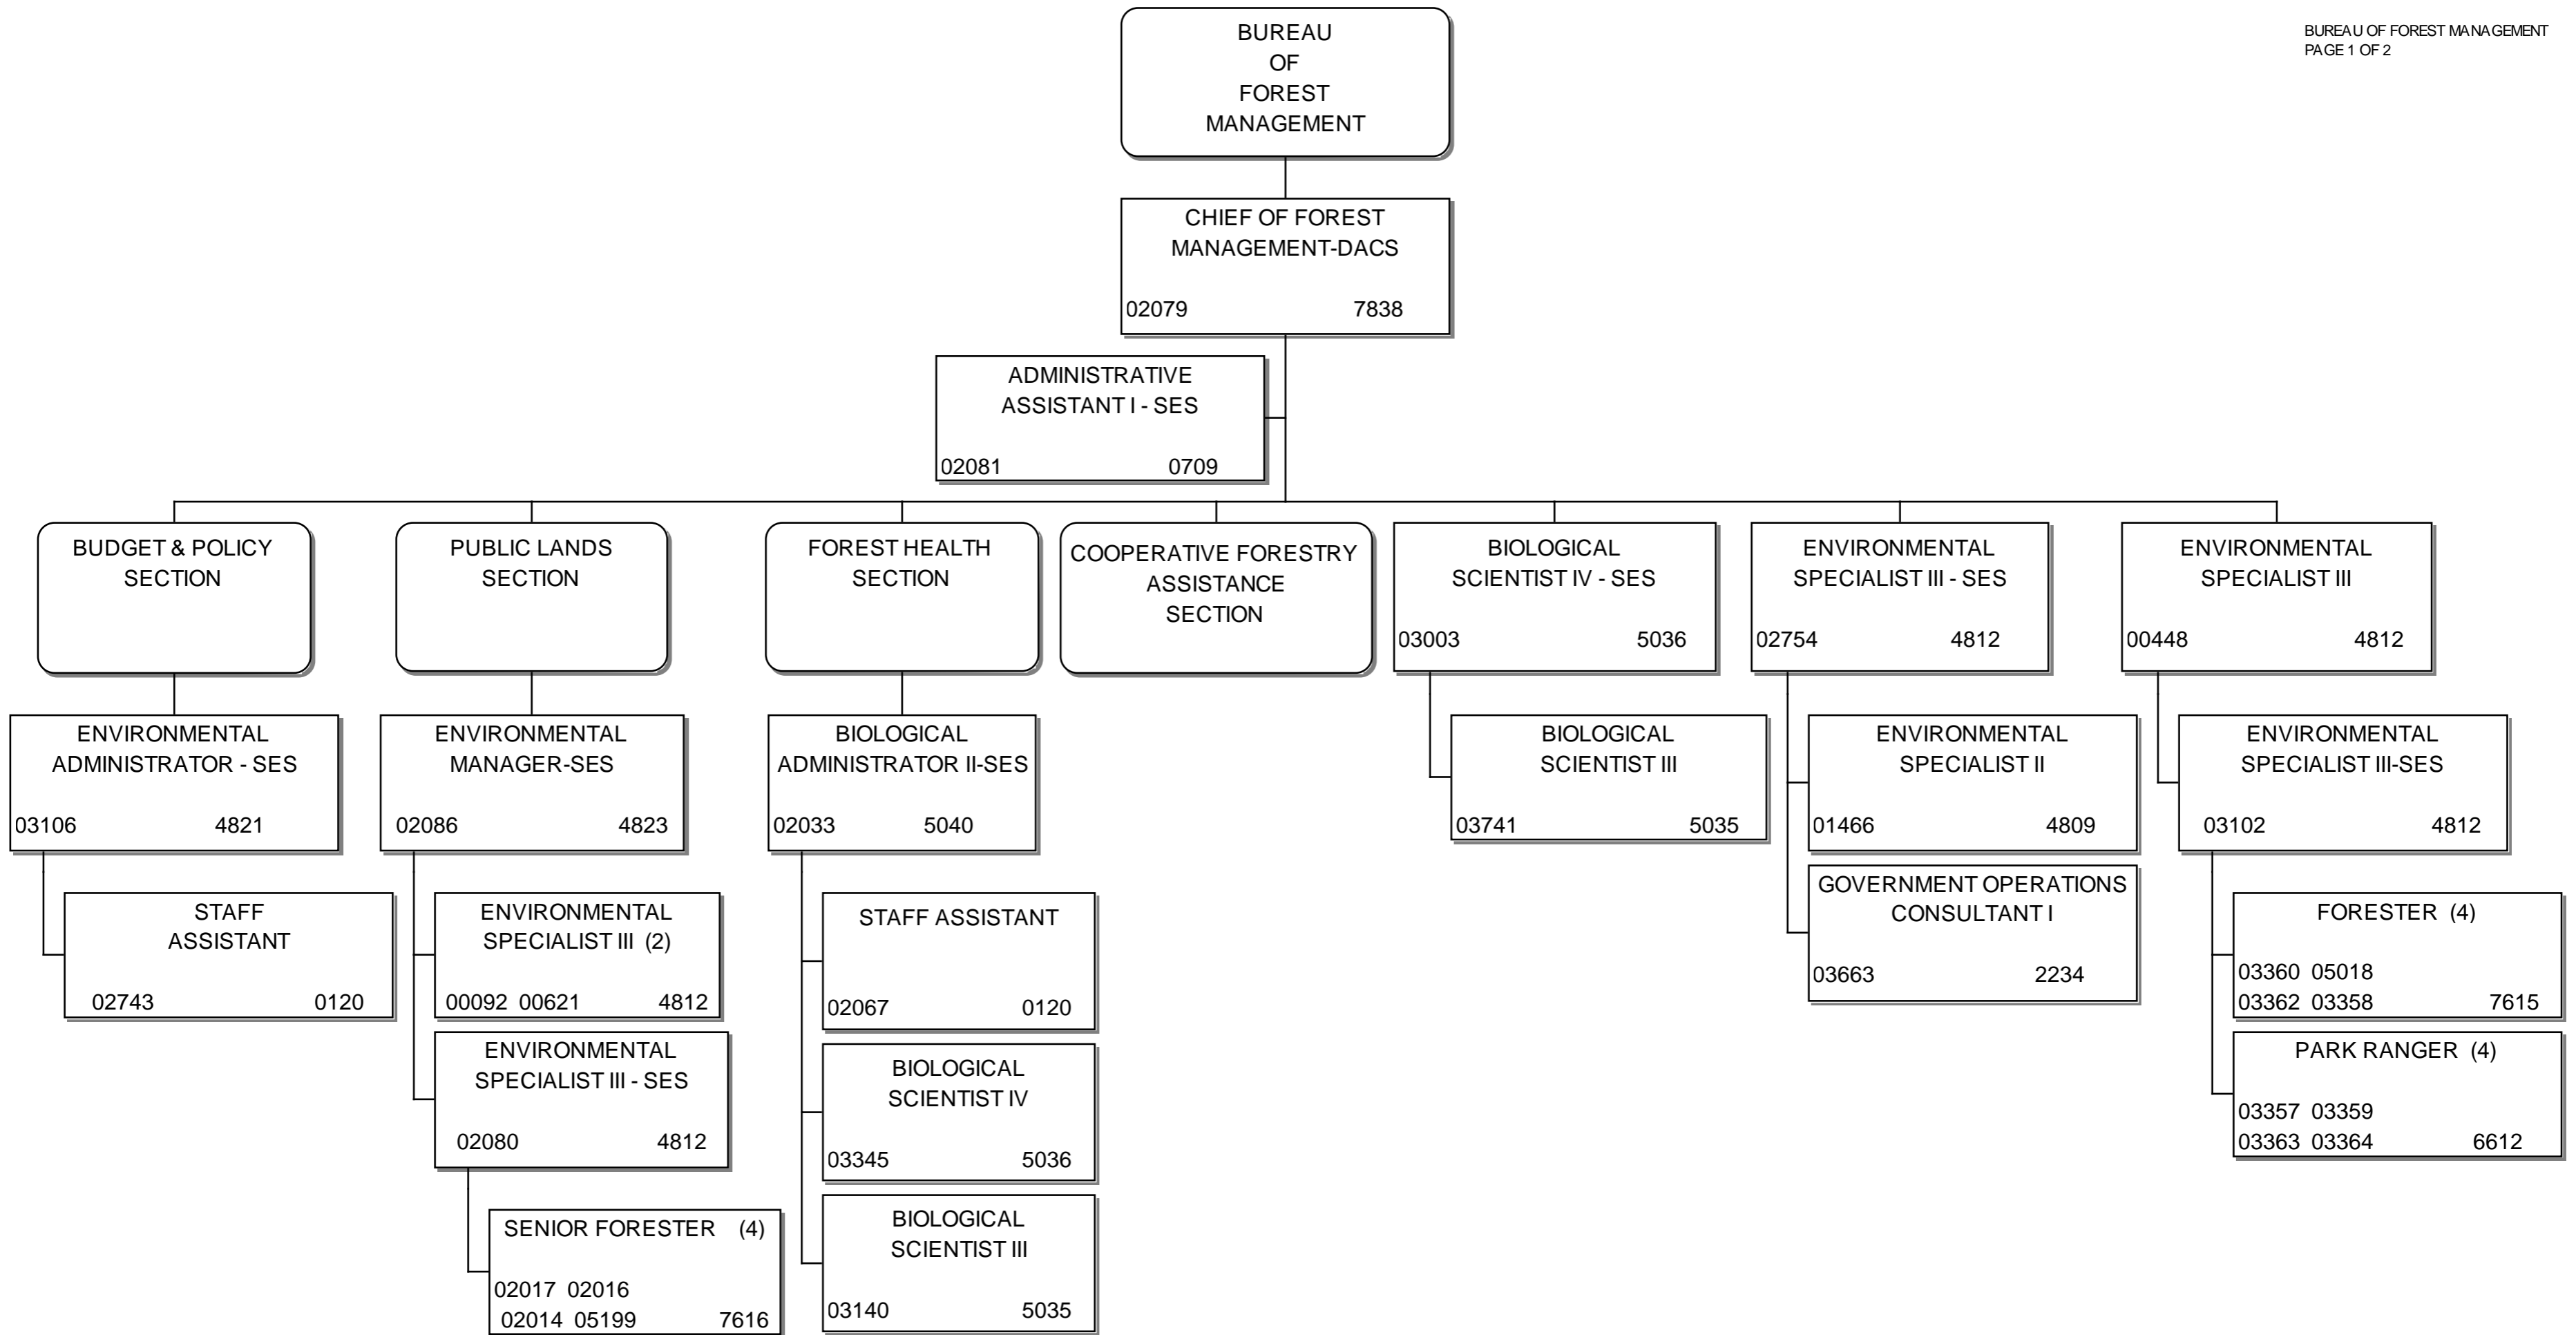 BUREAU OF FOREST MANAGEMENT
PAGE 1 OF 2
BUREAU
OF
FOREST
MANAGEMENT
CHIEF OF FOREST
MANAGEMENT-DACS
02079 7838
ADMINISTRATIVE
ASSISTANT I - SES
02081 0709
BUDGET & POLICY
SECTION
PUBLIC LANDS
SECTION
FOREST HEALTH
SECTION
COOPERATIVE FORESTRY
ASSISTANCE
SECTION
BIOLOGICAL
SCIENTIST IV - SES
03003 5036
ENVIRONMENTAL
SPECIALIST III - SES
02754 4812
ENVIRONMENTAL
SPECIALIST III
00448 4812
ENVIRONMENTAL
ADMINISTRATOR - SES
03106 4821
ENVIRONMENTAL
MANAGER-SES
02086 4823
BIOLOGICAL
ADMINISTRATOR II-SES
02033 5040
BIOLOGICAL
SCIENTIST III
03741 5035
ENVIRONMENTAL
SPECIALIST II
01466 4809
ENVIRONMENTAL
SPECIALIST III-SES
03102 4812
STAFF
ASSISTANT
02743 0120
ENVIRONMENTAL
SPECIALIST III (2)
00092 00621 4812
STAFF ASSISTANT
02067 0120
GOVERNMENT OPERATIONS
CONSULTANT I
03663 2234
FORESTER (4)
03360 05018
03362 03358 7615
ENVIRONMENTAL
SPECIALIST III - SES
02080 4812
BIOLOGICAL
SCIENTIST IV
03345 5036
PARK RANGER (4)
03357 03359
03363 03364 6612
SENIOR FORESTER (4)
02017 02016
02014 05199 7616
BIOLOGICAL
SCIENTIST III
03140 5035